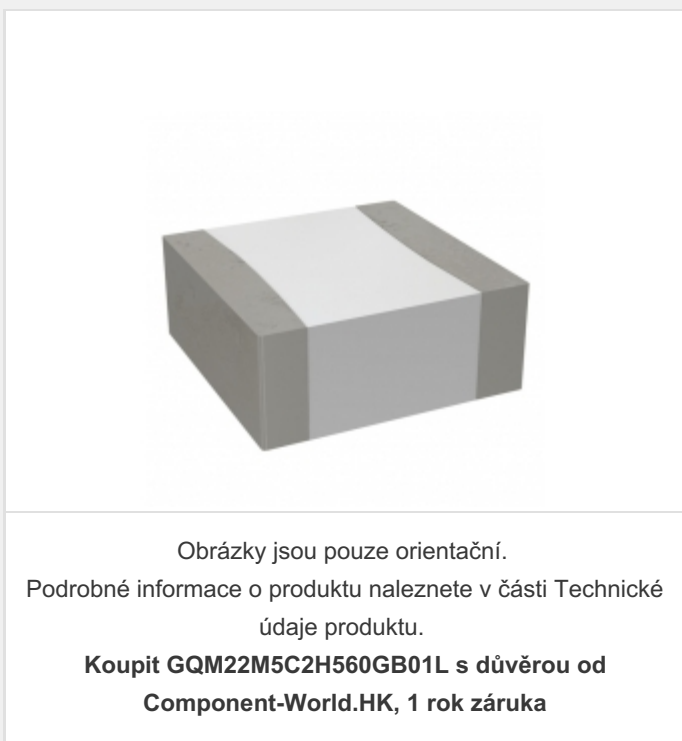 Obrázky jsou pouze orientační.
Podrobné informace o produktu naleznete v části Technické
údaje produktu.
Koupit GQM22M5C2H560GB01L s důvěrou od
Component-World.HK, 1 rok záruka